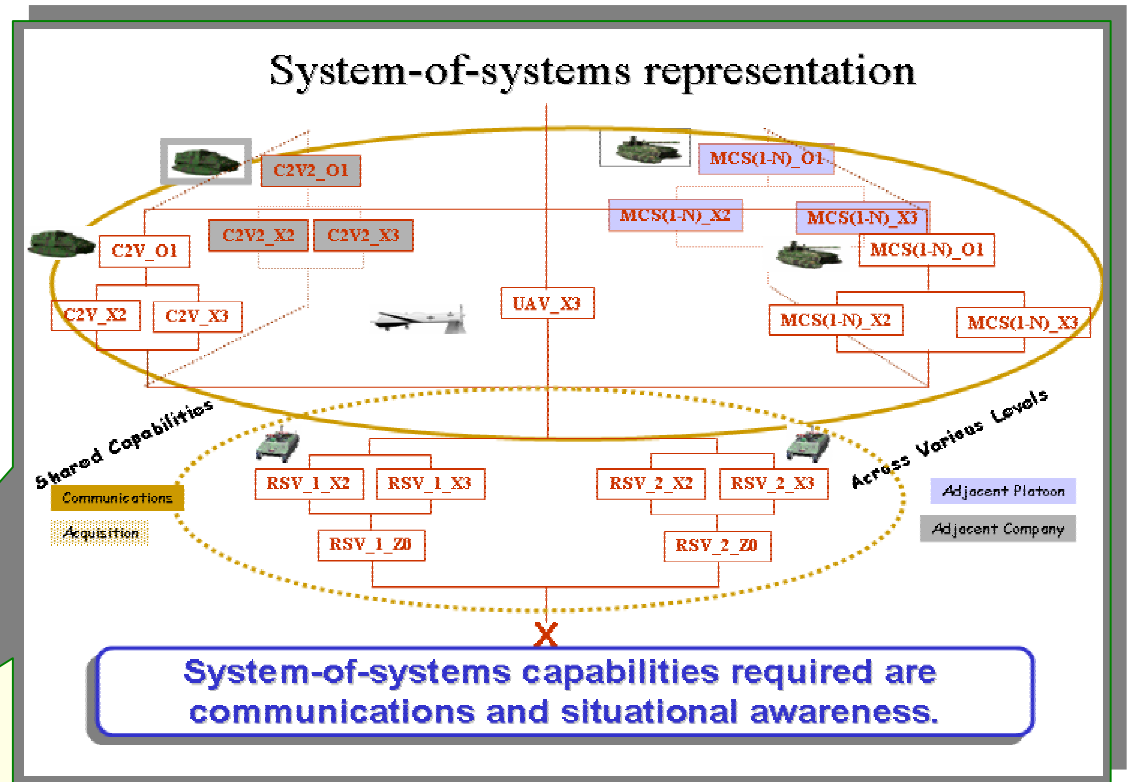 System-of-systems representation
C2V2_O1
MCS(1-N)_O1
C2V2_X2
C2V2_X3
MCS(1-N)_X2
MCS(1-N)_X3
C2V_O1
MCS(1-N)_O1
C2V_X2
C2V_X3
UAV_X3
MCS(1-N)_X2
MCS(1-N)_X3
Shared Capabilities
Across Various Levels
Communications
Acquisition
RSV_1_X2
RSV_1_X3
RSV_2_X2
RSV_2_X3
Adjacent Platoon
Adjacent Company
RSV_1_Z0
RSV_2_Z0
X
System-of-systems capabilities required are
communications and situational awareness.